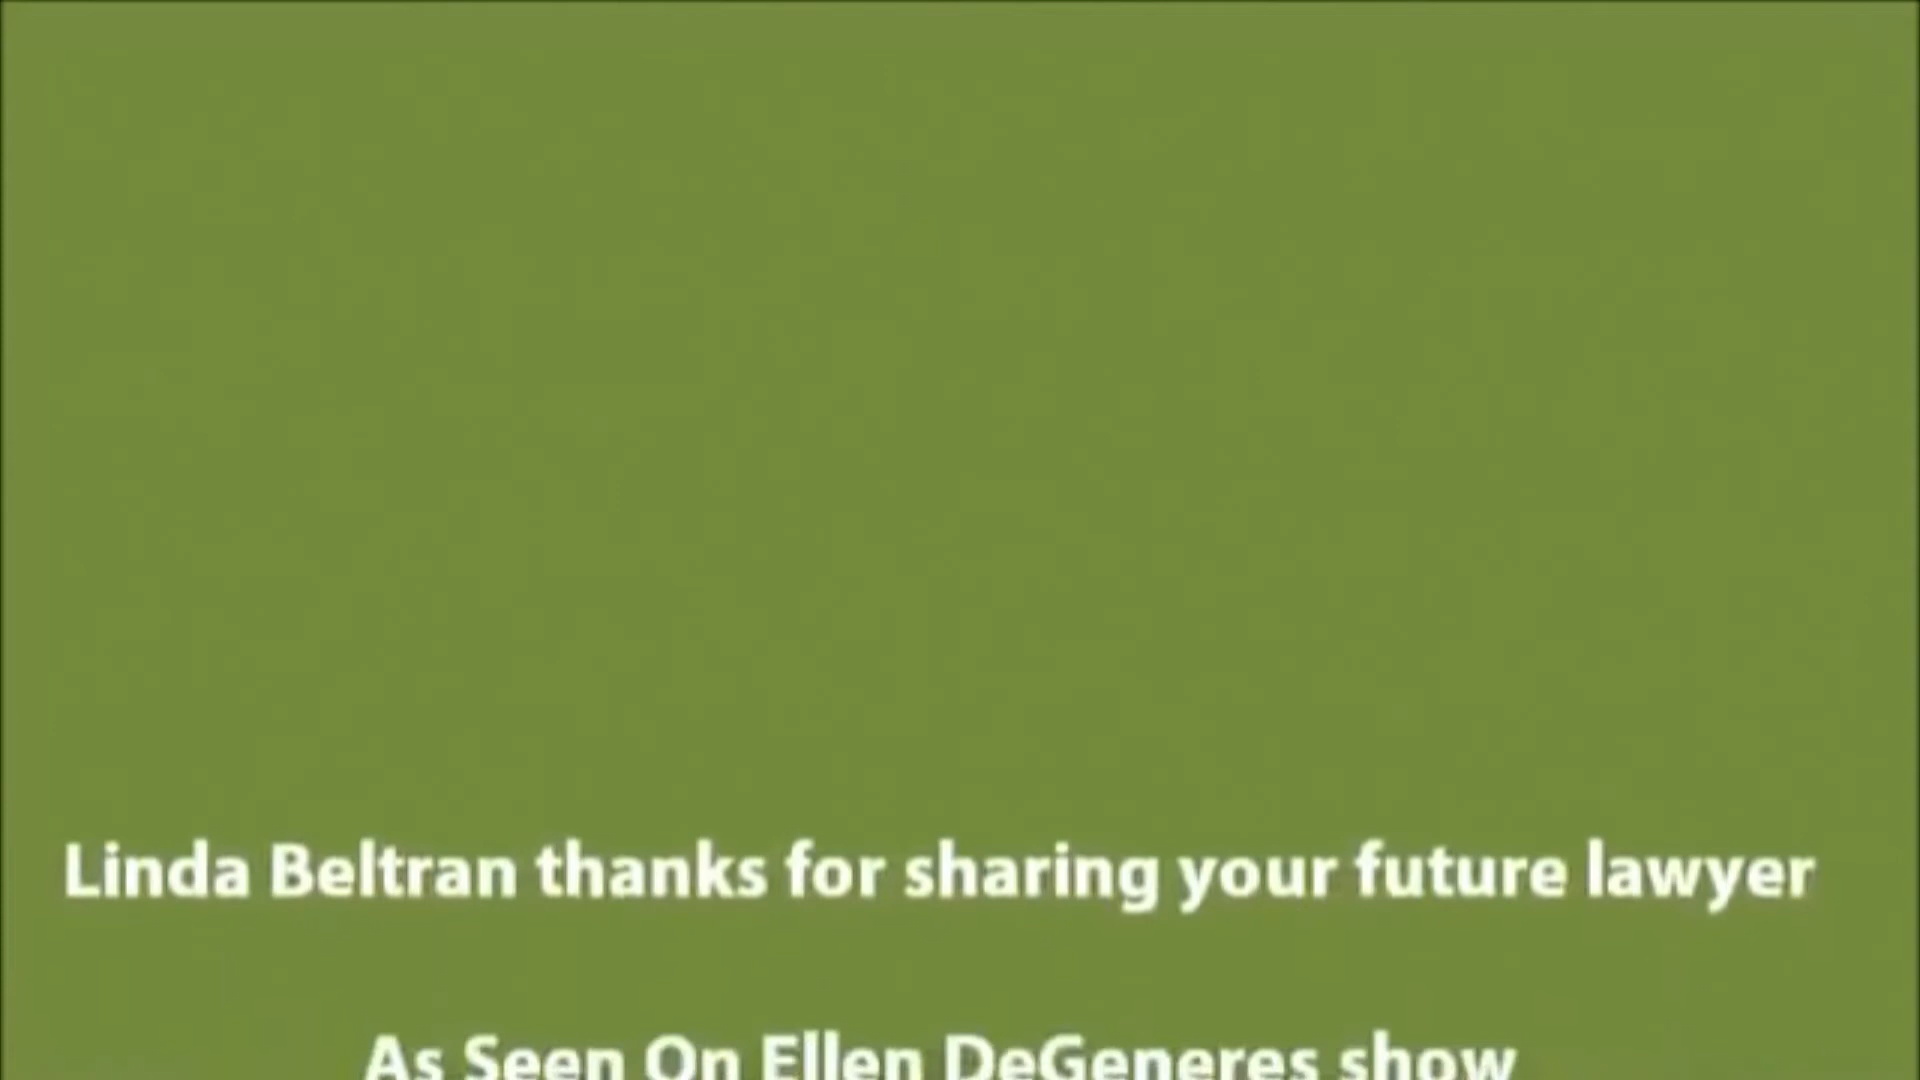 Linda Beltran thanks for sharing your future lawyer
As Seen On Ellen DeGeneres show